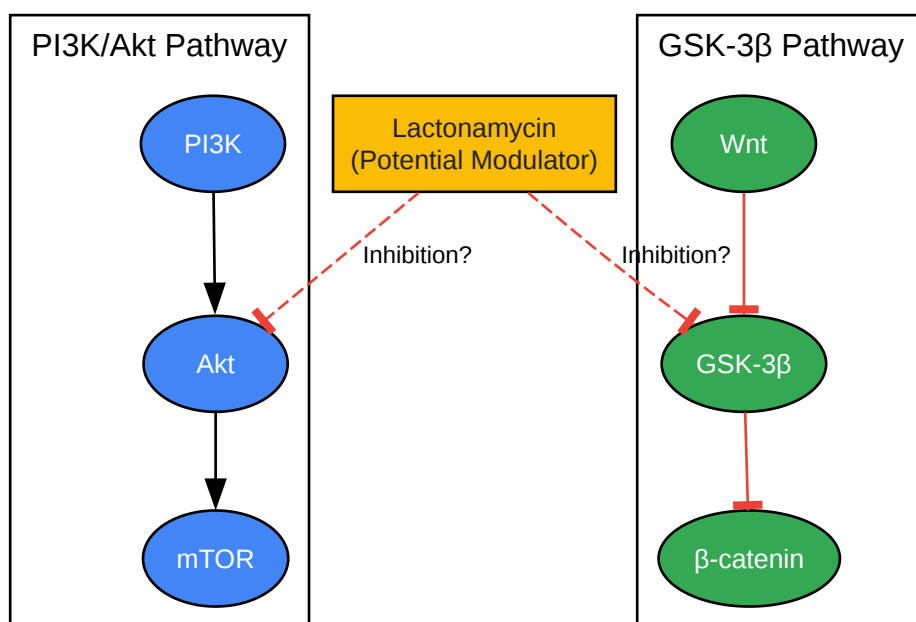 PI3K/Akt Pathway
GSK-3β Pathway
PI3K
Lactonamycin
(Potential Modulator)
Wnt
Inhibition?
Inhibition?
Akt
GSK-3β
mTOR
β-catenin